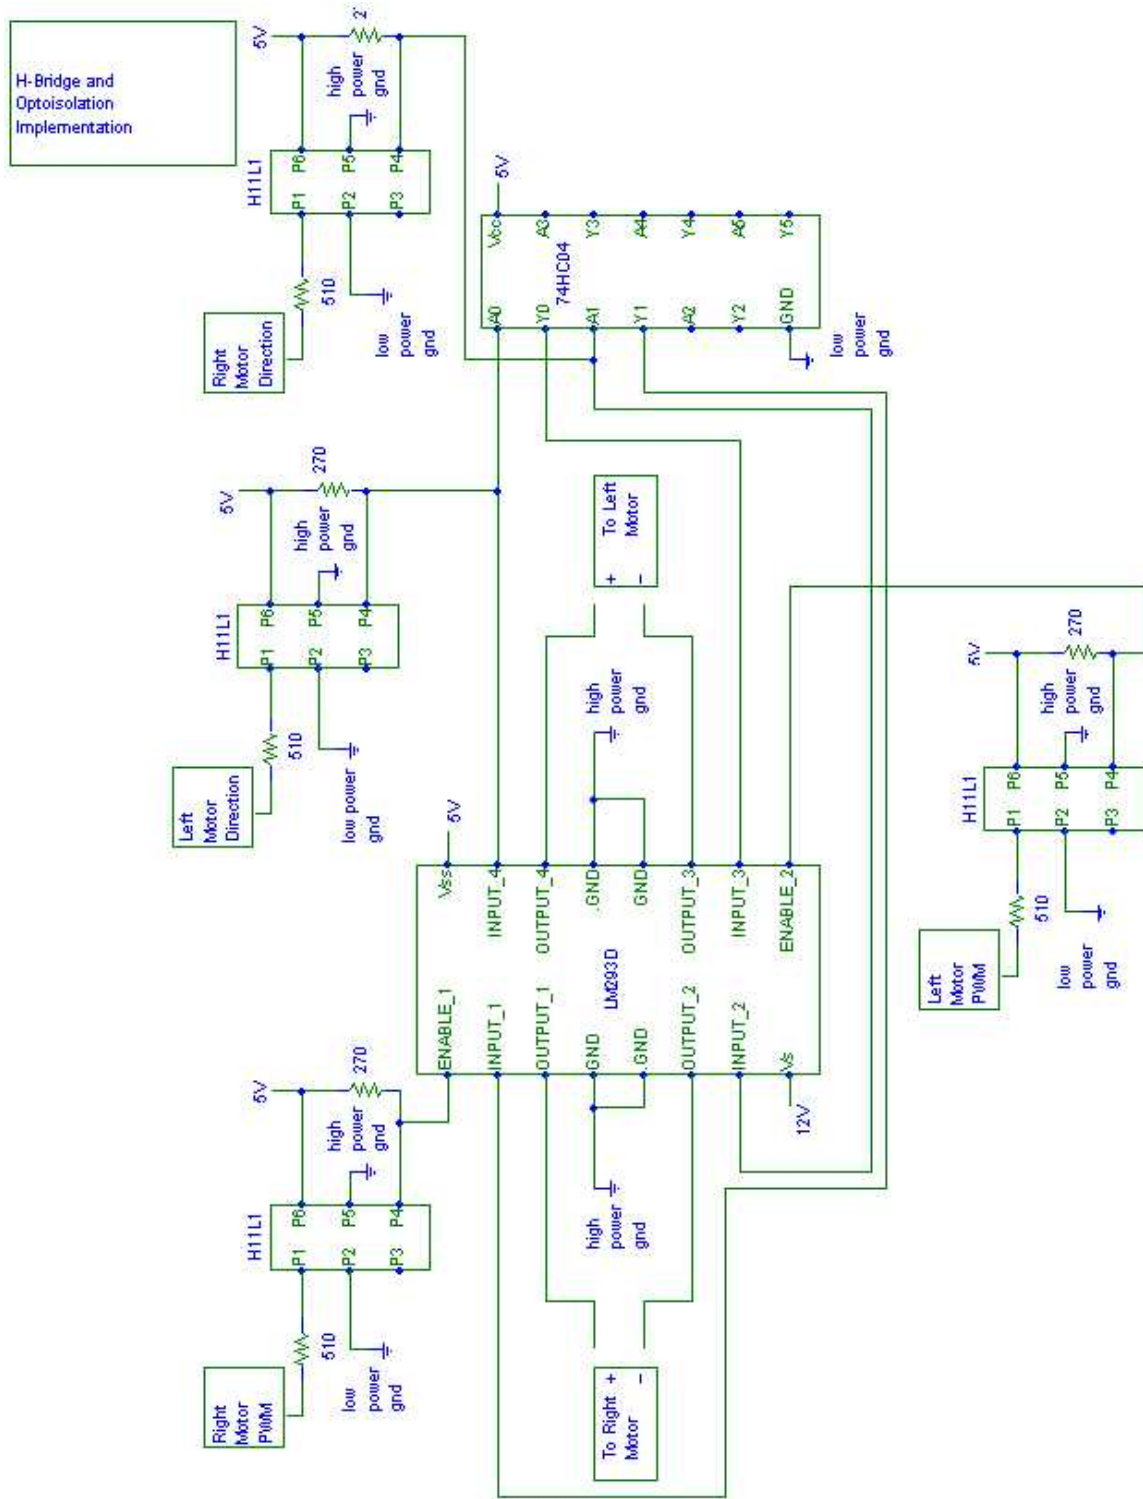 H-Bridge and
Optoisolation
Implementation
5V
high
power
gnd
H11L1
P1
P6
P2
P5
P3
P4
510
Right
Motor
Direction
low
power
gnd
5V
74HC04
A0
Vcc
Y0
A3
A1
Y3
Y1
A4
A2
Y4
Y2
A5
GND
Y5
low
power
gnd
5V
270
high
power
gnd
H11L1
P1
P6
P2
P5
P3
P4
510
Left
Motor
Direction
low power
gnd
To Left
Motor
+
-
high
power
gnd
5V
LM293D
ENABLE_1
Vss
INPUT_1
INPUT_4
OUTPUT_1
OUTPUT_4
GND
.GND
.GND
GND
OUTPUT_2
OUTPUT_3
INPUT_2
INPUT_3
Vs
ENABLE_2
12V
high
power
gnd
5V
270
high
power
gnd
H11L1
P1
P6
P2
P5
P3
P4
510
Right
Motor
PWM
low
power
gnd
To Right
Motor
+
-
5V
270
high
power
gnd
H11L1
P1
P6
P2
P5
P3
P4
510
Left
Motor
PWM
low
power
gnd